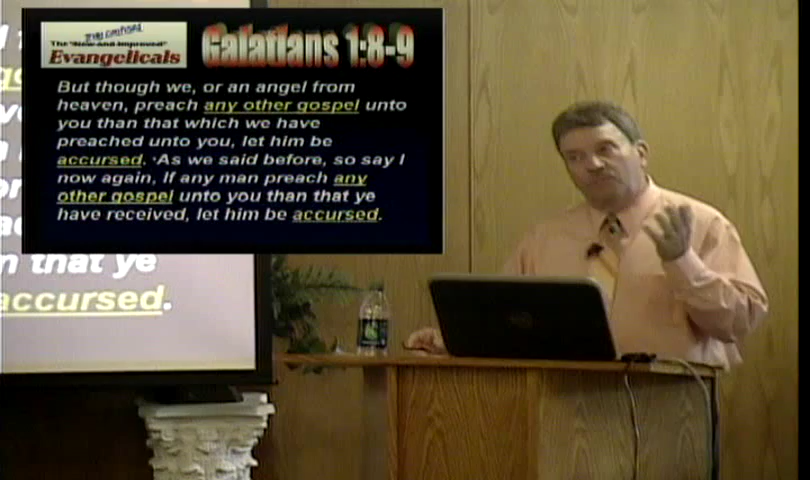 The "New-And-Improved"
Evangelicals
Galatians 1:8-9
But though we, or an angel from
heaven, preach any other gospel unto
you than that which we have
preached unto you, let him be
accursed. As we said before, so say I
now again, If any man preach any
other gospel unto you than that ye
have received, let him be accursed.
n that ye
accursed.